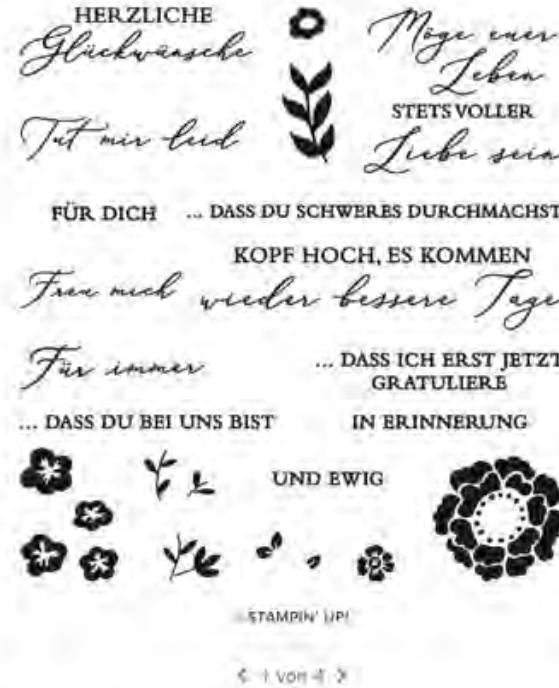 HERZLICHE
Glückwünsche
Möge euer
Leben
STETS VOLLER
Liebe sein
Tut mir leid
FÜR DICH
... DASS DU SCHWERES DURCHMACHST
KOPF HOCH, ES KOMMEN
wieder bessere Tage
Freu mich
Für immer
... DASS ICH ERST JETZT
GRATULIERE
... DASS DU BEI UNS BIST
IN ERINNERUNG
UND EWIG
STAMPIN' UP!
< 1 von 4 >